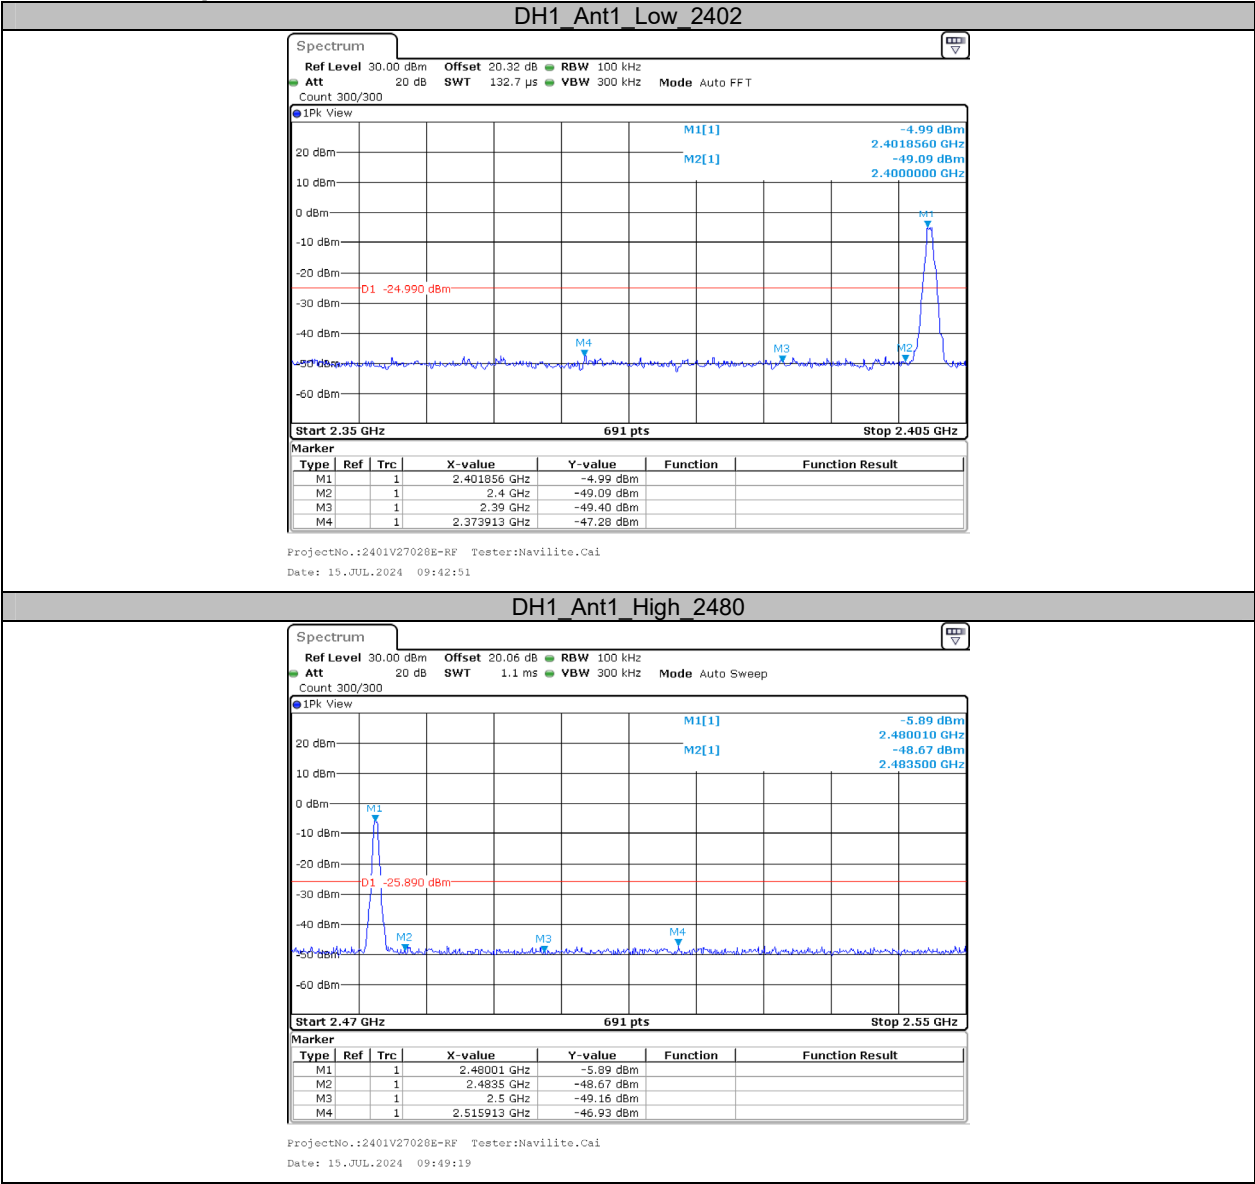 DH1_Ant1_Low_2402
Spectrum
Ref Level 30.00 dBm Offset 20.32 dB RBW 100 kHz
Att 20 dB SWT 132.7 µs VBW 300 kHz Mode Auto FFT
Count 300/300
1Pk View
M1[1] -4.99 dBm
2.4018560 GHz
M2[1] -49.09 dBm
2.4000000 GHz
20 dBm
10 dBm
0 dBm
M1
-10 dBm
-20 dBm
D1 -24.990 dBm
-30 dBm
-40 dBm
M4 M3 M2
-50 dBm
-60 dBm
Start 2.35 GHz 691 pts Stop 2.405 GHz
Marker
Type Ref Trc X-value Y-value Function Function Result
M1 1 2.401856 GHz -4.99 dBm
M2 1 2.4 GHz -49.09 dBm
M3 1 2.39 GHz -49.40 dBm
M4 1 2.373913 GHz -47.28 dBm
ProjectNo.:2401V27028E-RF Tester:Navilite.Cai
Date: 15.JUL.2024 09:42:51
DH1_Ant1_High_2480
Spectrum
Ref Level 30.00 dBm Offset 20.06 dB RBW 100 kHz
Att 20 dB SWT 1.1 ms VBW 300 kHz Mode Auto Sweep
Count 300/300
1Pk View
M1[1] -5.89 dBm
2.480010 GHz
M2[1] -48.67 dBm
2.483500 GHz
20 dBm
10 dBm
0 dBm
M1
-10 dBm
-20 dBm
D1 -25.890 dBm
-30 dBm
-40 dBm
M2 M3 M4
-50 dBm
-60 dBm
Start 2.47 GHz 691 pts Stop 2.55 GHz
Marker
Type Ref Trc X-value Y-value Function Function Result
M1 1 2.48001 GHz -5.89 dBm
M2 1 2.4835 GHz -48.67 dBm
M3 1 2.5 GHz -49.16 dBm
M4 1 2.515913 GHz -46.93 dBm
ProjectNo.:2401V27028E-RF Tester:Navilite.Cai
Date: 15.JUL.2024 09:49:19